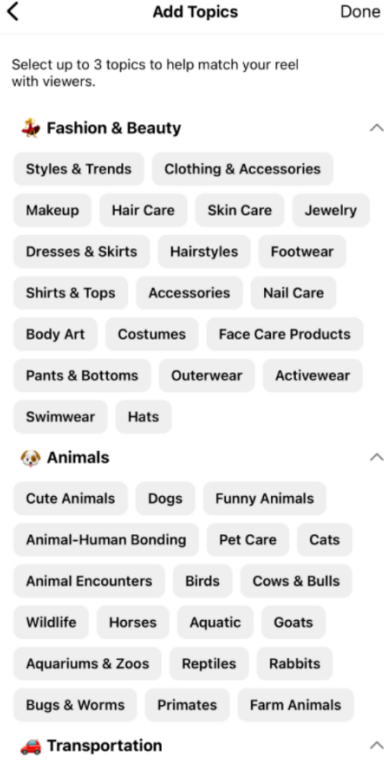 Add Topics Done
Select up to 3 topics to help match your reel
with viewers.
Fashion & Beauty
Styles & Trends Clothing & Accessories
Makeup Hair Care Skin Care Jewelry
Dresses & Skirts Hairstyles Footwear
Shirts & Tops Accessories Nail Care
Body Art Costumes Face Care Products
Pants & Bottoms Outerwear Activewear
Swimwear Hats
Animals
Cute Animals Dogs Funny Animals
Animal-Human Bonding Pet Care Cats
Animal Encounters Birds Cows & Bulls
Wildlife Horses Aquatic Goats
Aquariums & Zoos Reptiles Rabbits
Bugs & Worms Primates Farm Animals
Transportation